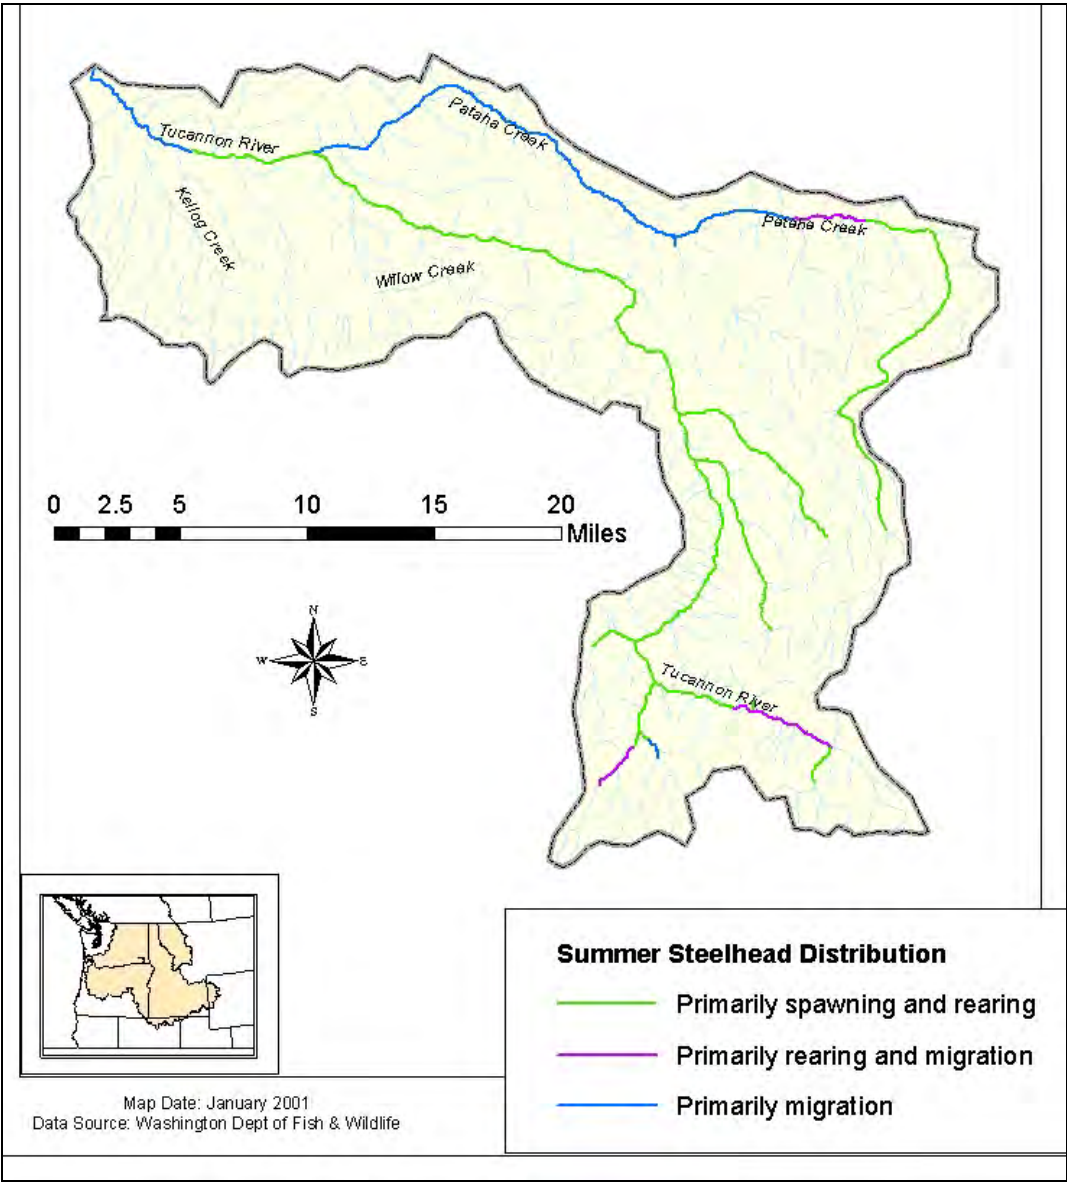 Pataha Creek
Tucannon River
Kellog Creek
Pataha Creek
Willow Creek
0 2.5 5 10 15 20
Miles
N
W E
S
Tucannon River
Summer Steelhead Distribution
Primarily spawning and rearing
Primarily rearing and migration
Primarily migration
Map Date: January 2001
Data Source: Washington Dept of Fish & Wildlife